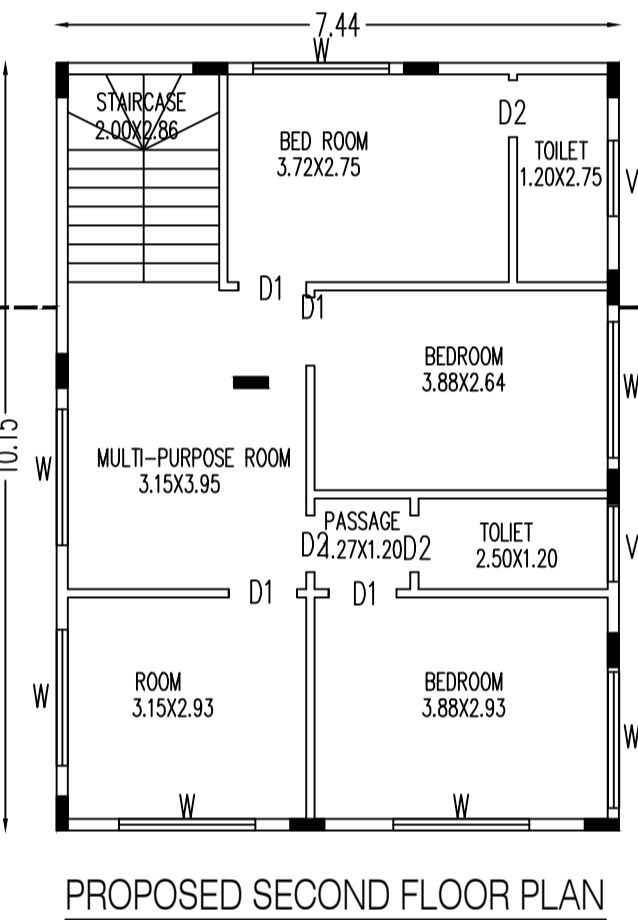 7.44
W
STAIRCASE
2.00X2.86
BED ROOM
3.72X2.75
D2
TOILET
1.20X2.75
V
D1
D1
BEDROOM
3.88X2.64
W
10.15
W
MULTI-PURPOSE ROOM
3.15X3.95
PASSAGE
D2
1.27X1.20
D2
TOLIET
2.50X1.20
V
D1
D1
W
ROOM
3.15X2.93
BEDROOM
3.88X2.93
W
W
W
PROPOSED SECOND FLOOR PLAN